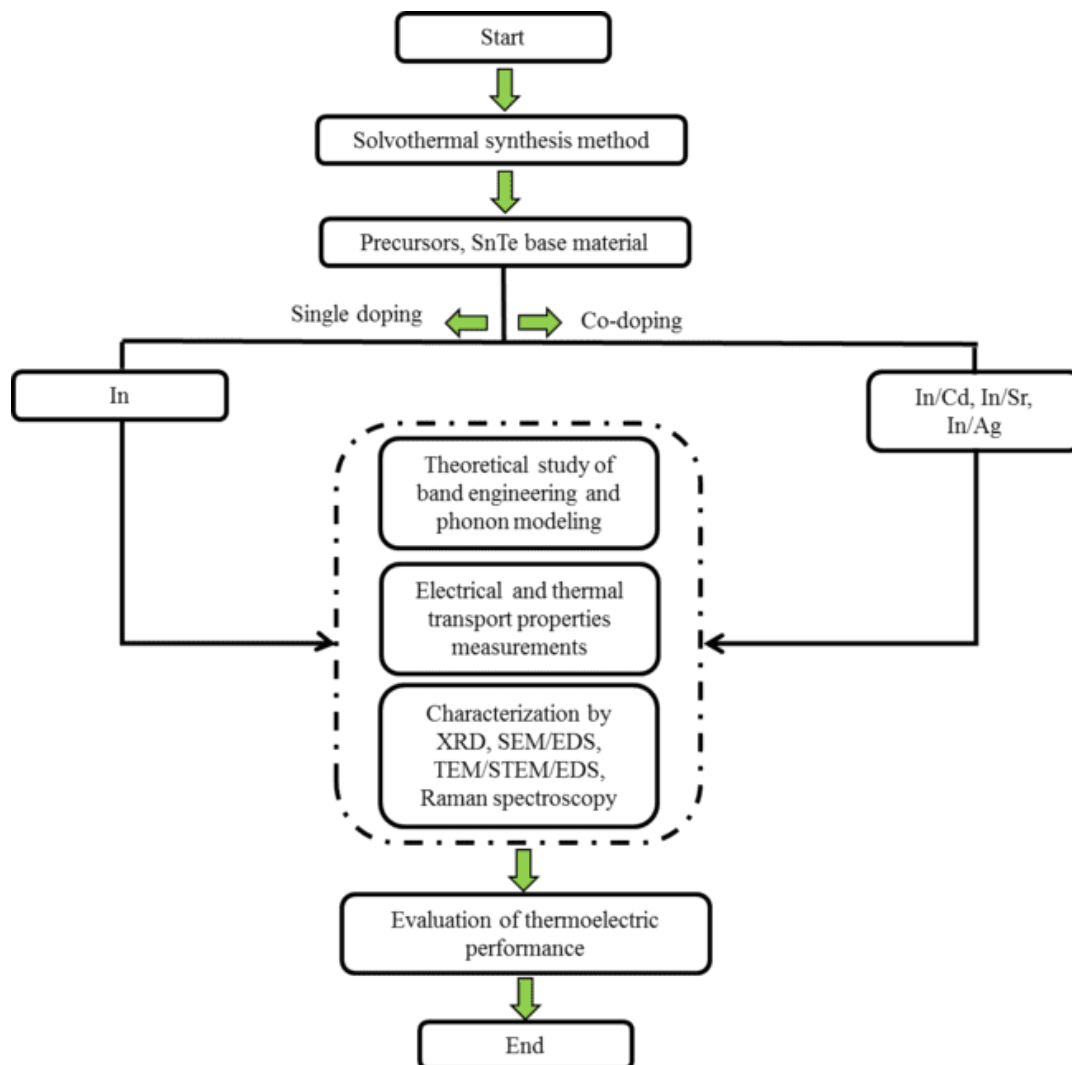 Start
Solvothermal synthesis method
Precursors, SnTe base material
Single doping
Co-doping
In
In/Cd, In/Sr,
In/Ag
Theoretical study of
band engineering and
phonon modeling
Electrical and thermal
transport properties
measurements
Characterization by
XRD, SEM/EDS,
TEM/STEM/EDS,
Raman spectroscopy
Evaluation of thermoelectric
performance
End